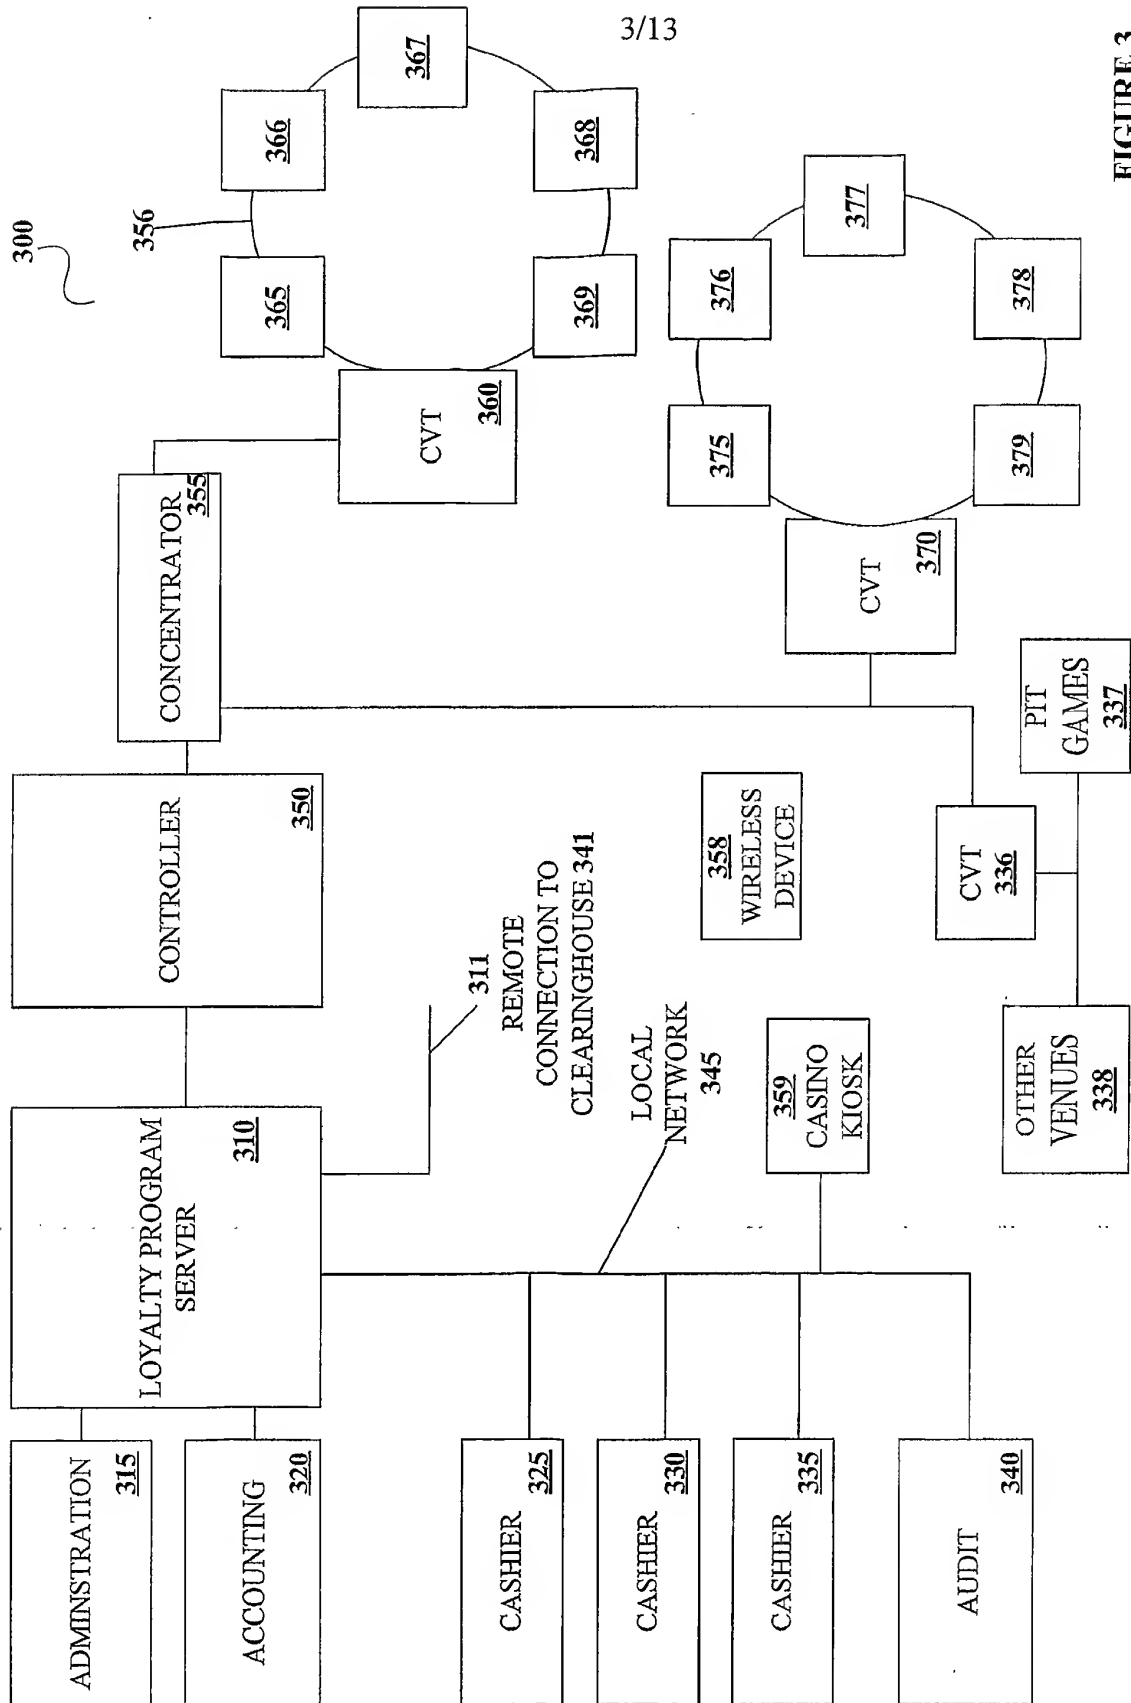 3/13
300
ADMINSTRATION
315
ACCOUNTING
320
LOYALTY PROGRAM
SERVER
310
CONTROLLER
350
CONCENTRATOR
355
356
CVT
360
365
366
367
368
369
311
REMOTE
CONNECTION TO
CLEARINGHOUSE 341
LOCAL
NETWORK
345
CASHIER
325
CASHIER
330
CASHIER
335
AUDIT
340
358
WIRELESS
DEVICE
359
CASINO
KIOSK
CVT
370
375
376
377
378
379
CVT
336
PIT
GAMES
337
OTHER
VENUES
338
FIGURE 3